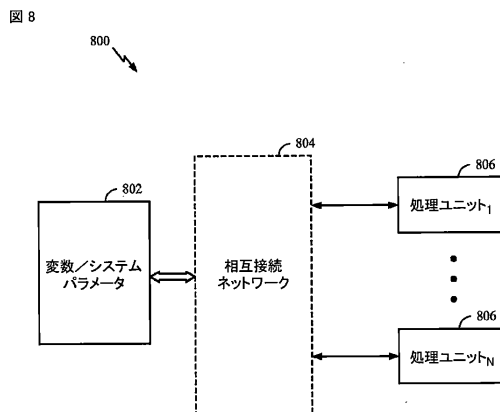 図 8
800
804
802
806
変数／システム
パラメータ
相互接続
ネットワーク
処理ユニット1
806
処理ユニットN